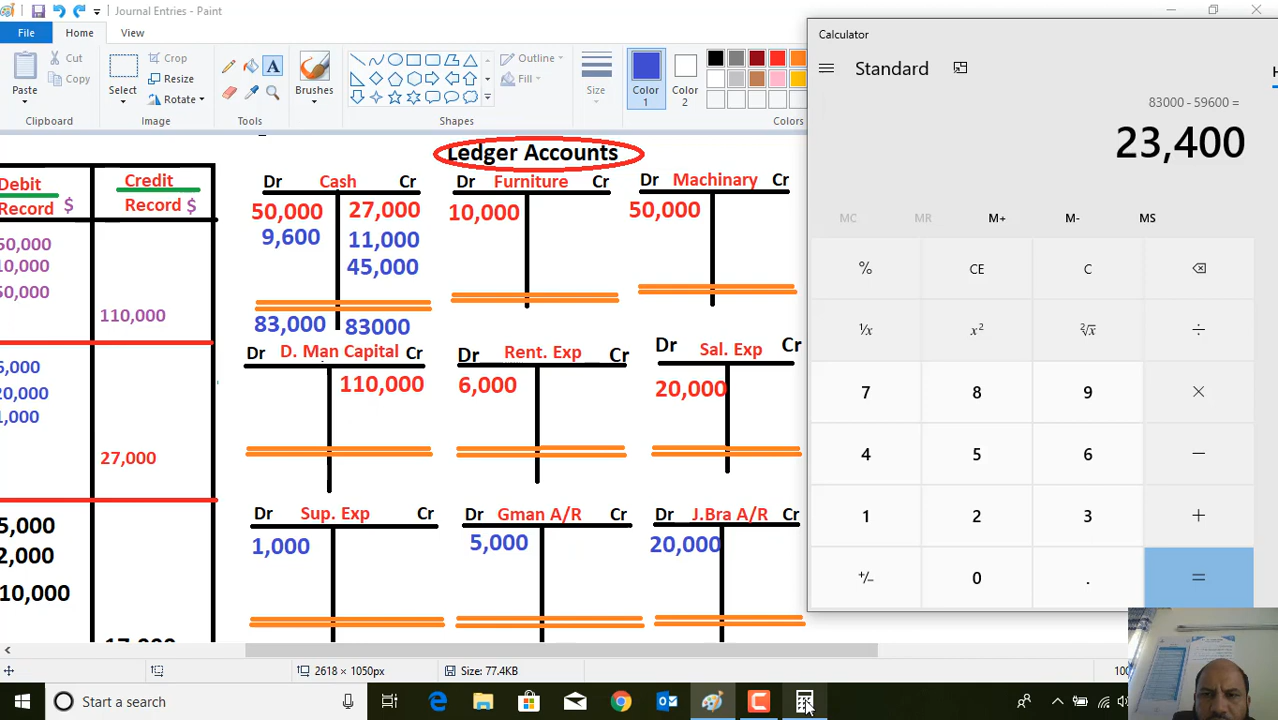 Journal Entries - Paint
File Home View
Paste
Cut
Copy
Clipboard
Select
Crop
Resize
Rotate
Image
A
Tools
Brushes
Shapes
Outline
Fill
Size
Color 1
Color 2
Colors
Debit Record $
Credit Record $
50,000
10,000
50,000
110,000
20,000
27,000
5,000
2,000
10,000
17,000
Ledger Accounts
Dr Cash Cr
50,000 27,000
9,600 11,000
45,000
83,000 83000
Dr Furniture Cr
10,000
Dr Machinary Cr
50,000
Dr D. Man Capital Cr
110,000
Dr Rent. Exp Cr
6,000
Dr Sal. Exp Cr
20,000
Dr Sup. Exp Cr
1,000
Dr Gman A/R Cr
5,000
Dr J.Bra A/R Cr
20,000
Calculator
Standard
83000 - 59600 =
23,400
MC MR M+ M- MS
% CE C
¹/x x² ²√x ÷
7 8 9 ×
4 5 6 −
1 2 3 +
+/− 0 . =
2618 × 1050px
Size: 77.4KB
100
Start a search